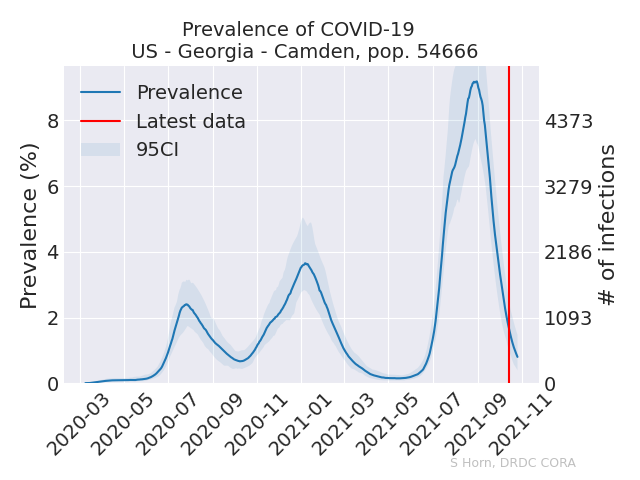 Prevalence of COVID-19
US - Georgia - Camden, pop. 54666
Prevalence
Latest data
95CI
Prevalence (%)
8
6
4
2
0
4373
3279
2186
1093
0
# of infections
2020-03
2020-05
2020-07
2020-09
2020-11
2021-01
2021-03
2021-05
2021-07
2021-09
2021-11
S Horn, DRDC CORA